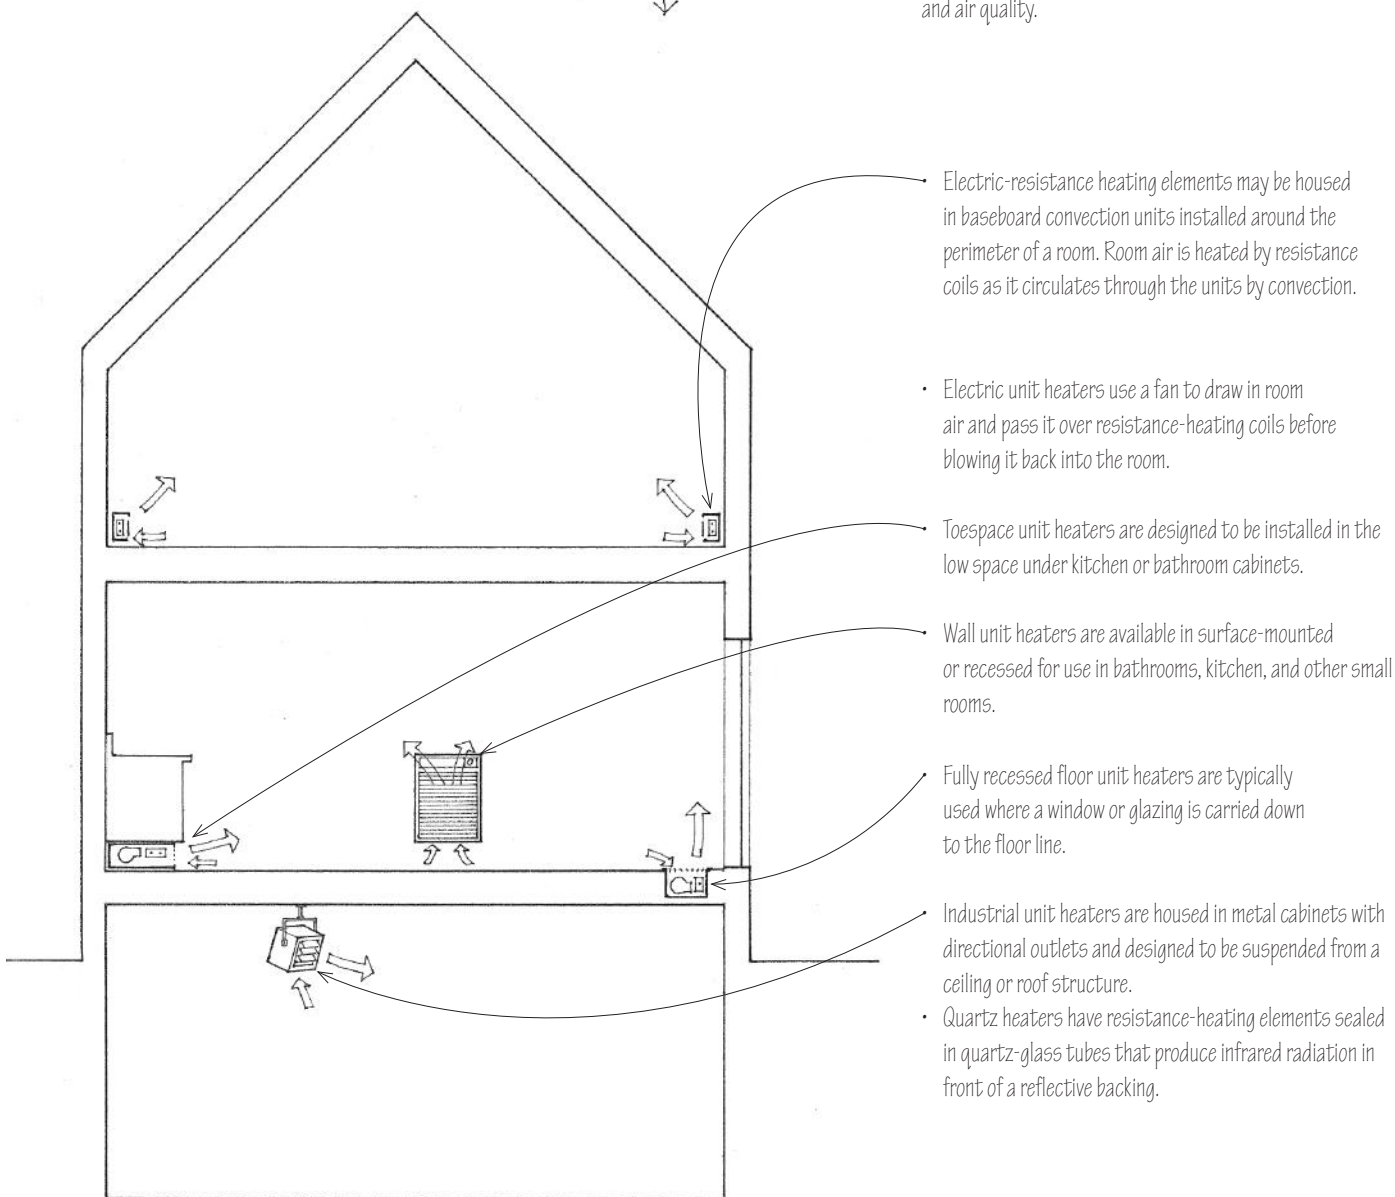 and air quality.
• Electric-resistance heating elements may be housed
in baseboard convection units installed around the
perimeter of a room. Room air is heated by resistance
coils as it circulates through the units by convection.
• Electric unit heaters use a fan to draw in room
air and pass it over resistance-heating coils before
blowing it back into the room.
• Toespace unit heaters are designed to be installed in the
low space under kitchen or bathroom cabinets.
• Wall unit heaters are available in surface-mounted
or recessed for use in bathrooms, kitchen, and other small
rooms.
• Fully recessed floor unit heaters are typically
used where a window or glazing is carried down
to the floor line.
• Industrial unit heaters are housed in metal cabinets with
directional outlets and designed to be suspended from a
ceiling or roof structure.
• Quartz heaters have resistance-heating elements sealed
in quartz-glass tubes that produce infrared radiation in
front of a reflective backing.